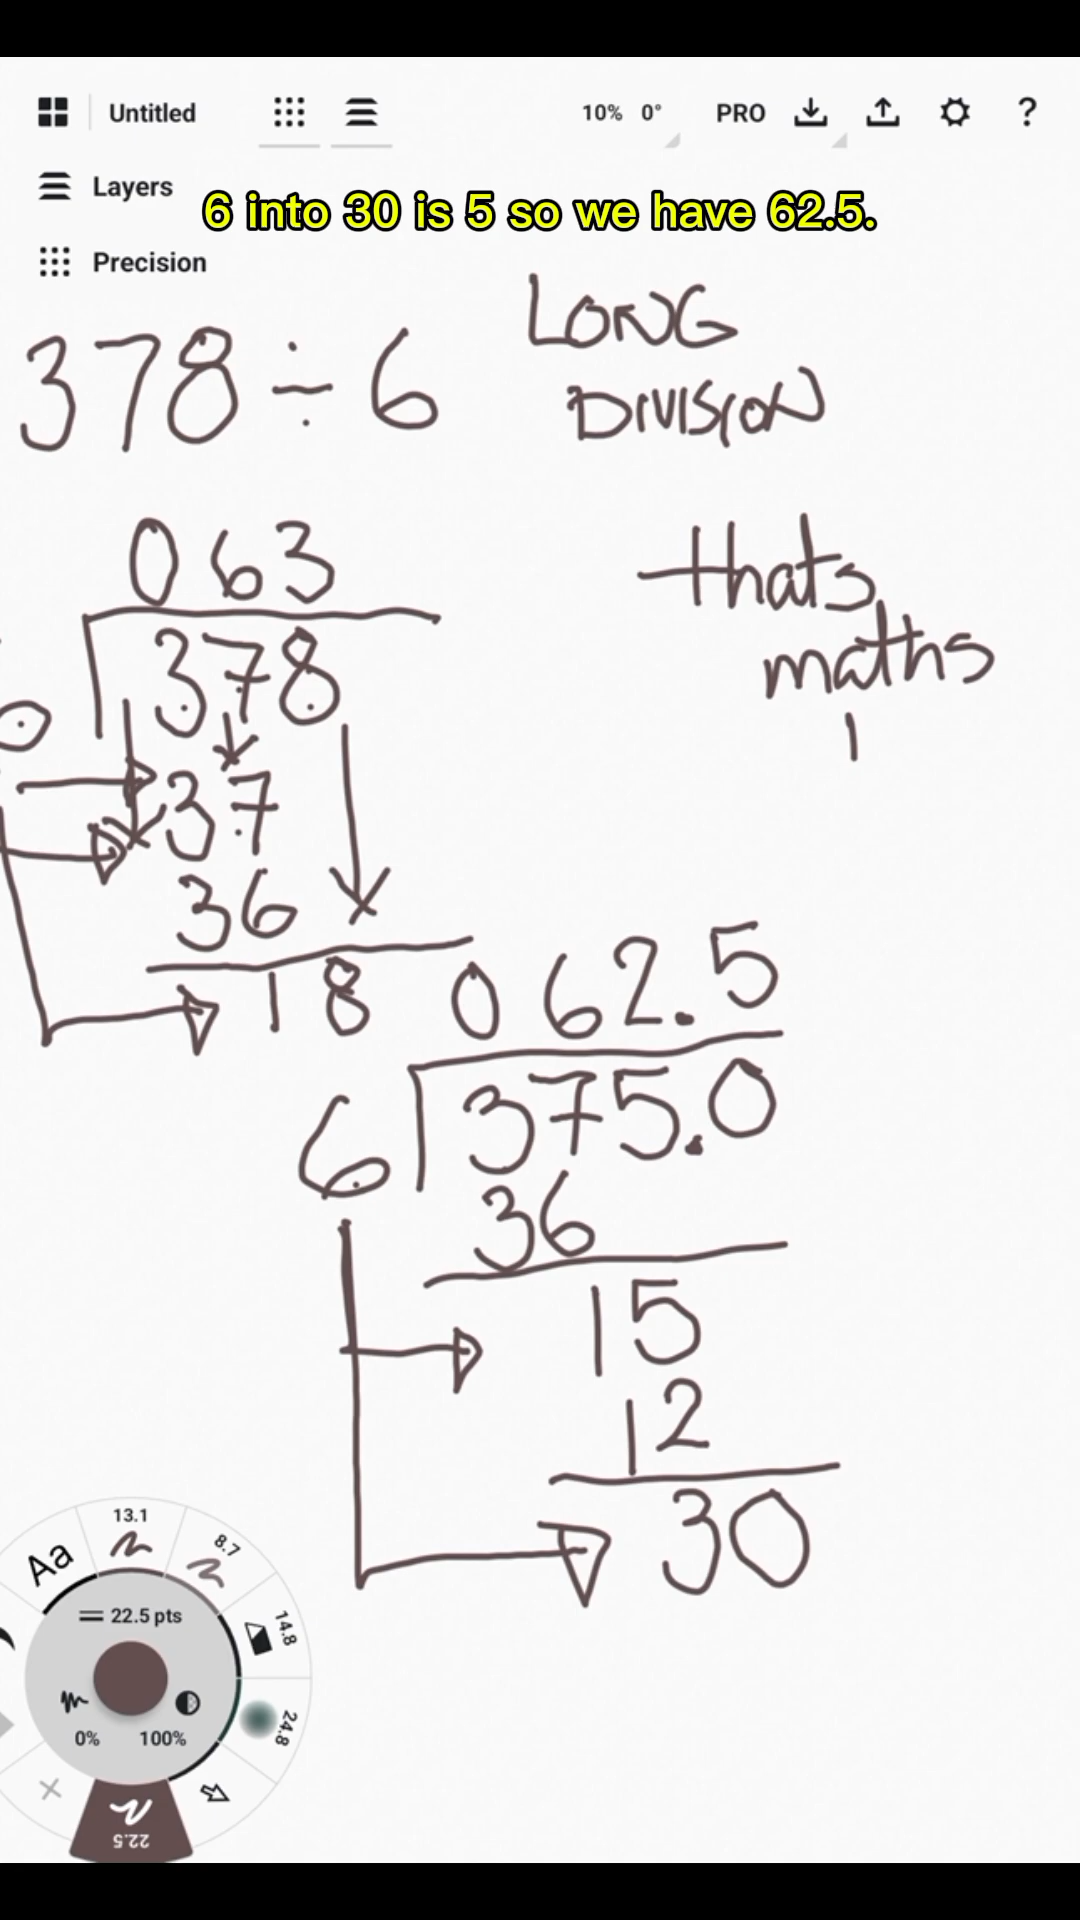 Untitled
10% 0°
PRO
?
Layers
6 into 30 is 5 so we have 62.5.
Precision
378 ÷ 6
LONG
DIVISION
063
378
thats
maths
37
36
18
062.5
6
375.0
36
15
12
30
13.1
8.7
Aa
14.8
22.5 pts
24.8
0%
100%
22.5